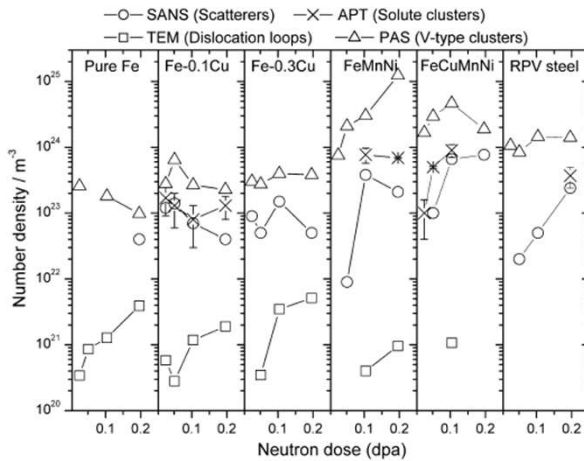 SANS (Scatterers) APT (Solute clusters)
TEM (Dislocation loops) PAS (V-type clusters)
Pure Fe Fe-0.1Cu Fe-0.3Cu FeMnNi FeCuMnNi RPV steel
Number density / m⁻³
10²⁵
10²⁴
10²³
10²²
10²¹
10²⁰
0.1 0.2 0.1 0.2 0.1 0.2 0.1 0.2 0.1 0.2 0.1 0.2
Neutron dose (dpa)